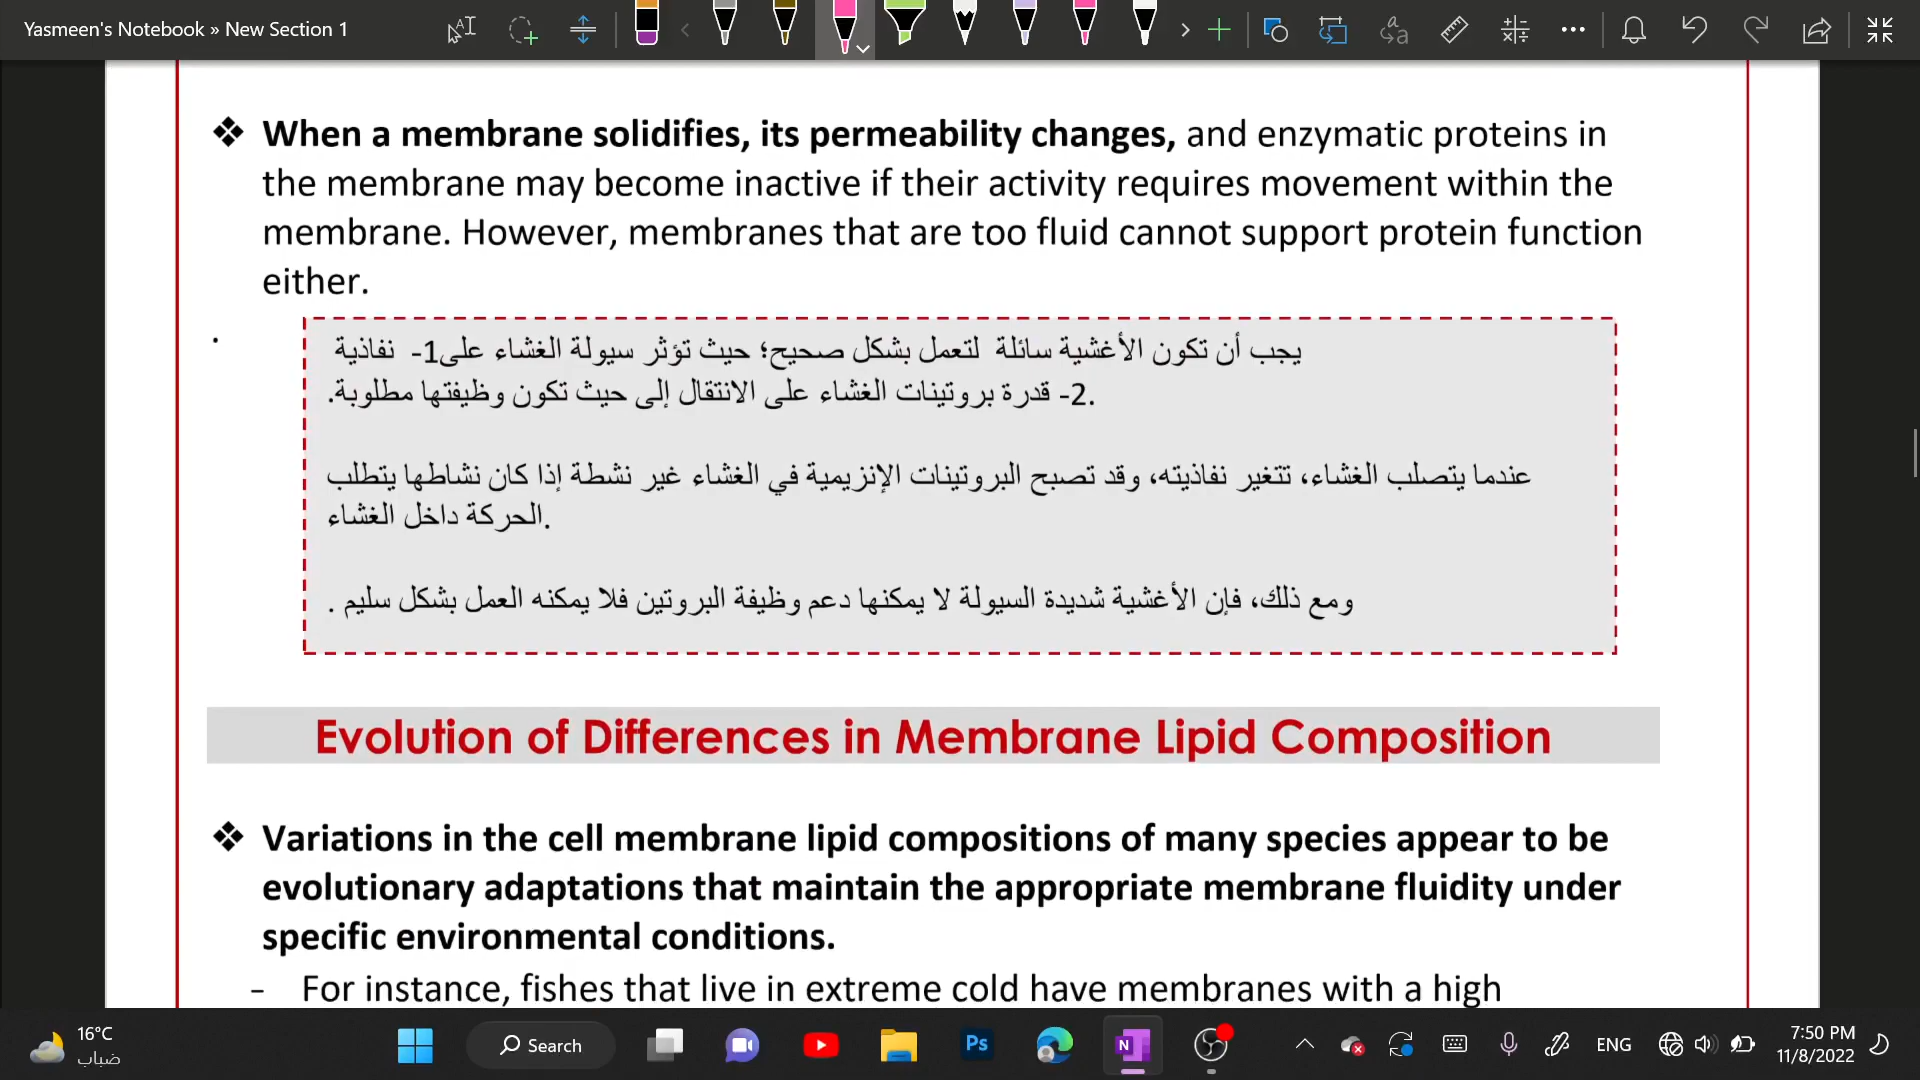 Yasmeen's Notebook » New Section 1
❖ When a membrane solidifies, its permeability changes, and enzymatic proteins in
the membrane may become inactive if their activity requires movement within the
membrane. However, membranes that are too fluid cannot support protein function
either.
يجب أن تكون الأغشية سائلة لتعمل بشكل صحيح؛ حيث تؤثر سيولة الغشاء على1- نفاذية
.2- قدرة بروتينات الغشاء على الانتقال إلى حيث تكون وظيفتها مطلوبة.
عندما يتصلب الغشاء، تتغير نفاذيته، وقد تصبح البروتينات الإنزيمية في الغشاء غير نشطة إذا كان نشاطها يتطلب
.الحركة داخل الغشاء
ومع ذلك، فإن الأغشية شديدة السيولة لا يمكنها دعم وظيفة البروتين فلا يمكنه العمل بشكل سليم .
Evolution of Differences in Membrane Lipid Composition
❖ Variations in the cell membrane lipid compositions of many species appear to be
evolutionary adaptations that maintain the appropriate membrane fluidity under
specific environmental conditions.
- For instance, fishes that live in extreme cold have membranes with a high
16°C
ضباب
Search
Ps
N
ENG
7:50 PM
11/8/2022